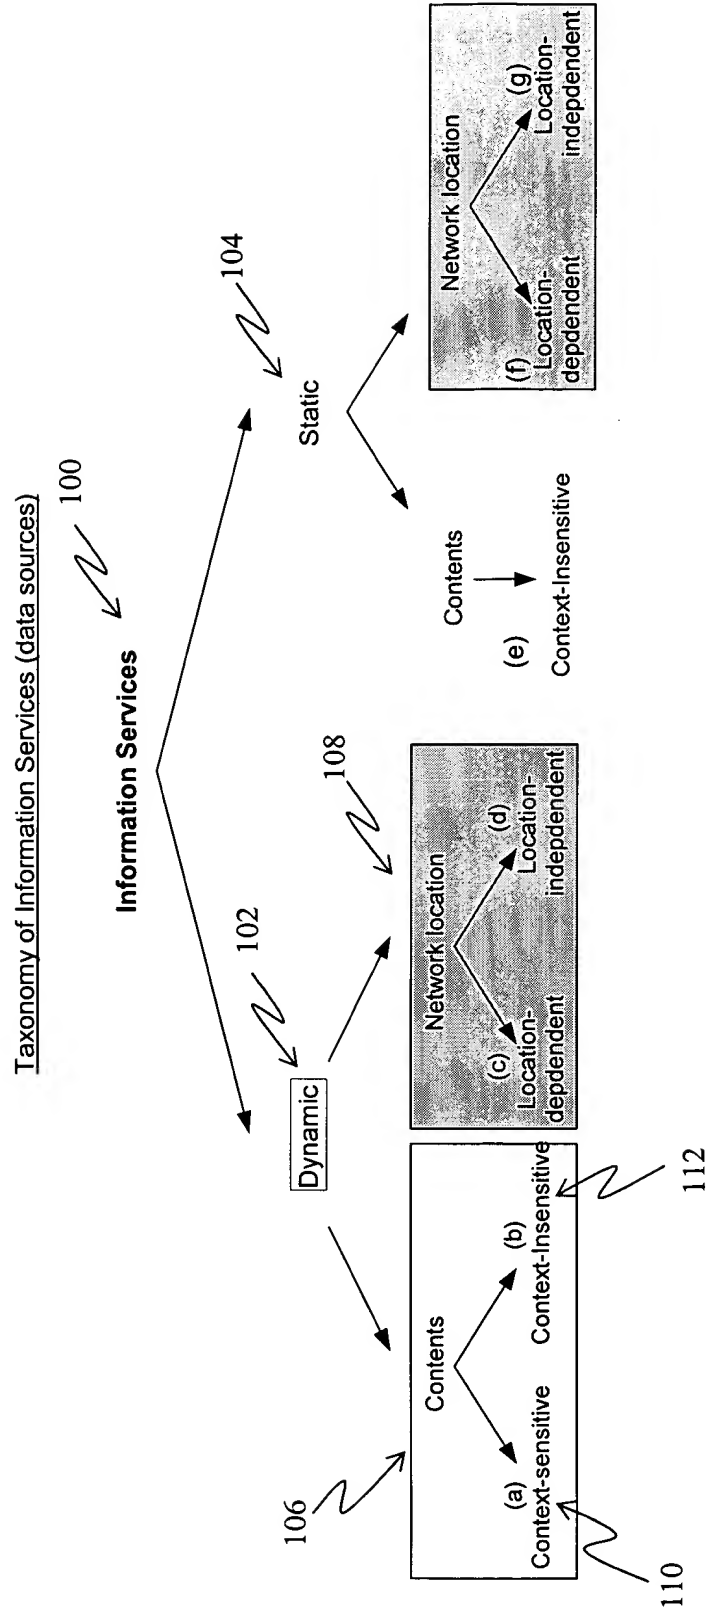 Taxonomy of Information Services (data sources)
100
Information Services
102
104
Dynamic
Static
106
108
Contents
(a)
Context-sensitive
(b)
Context-Insensitive
110
112
Network location
(c)
Location-
depdendent
(d)
Location-
independent
Contents
(e)
Context-Insensitive
Network location
(f)
Location-
depdendent
(g)
Location-
indepdendent